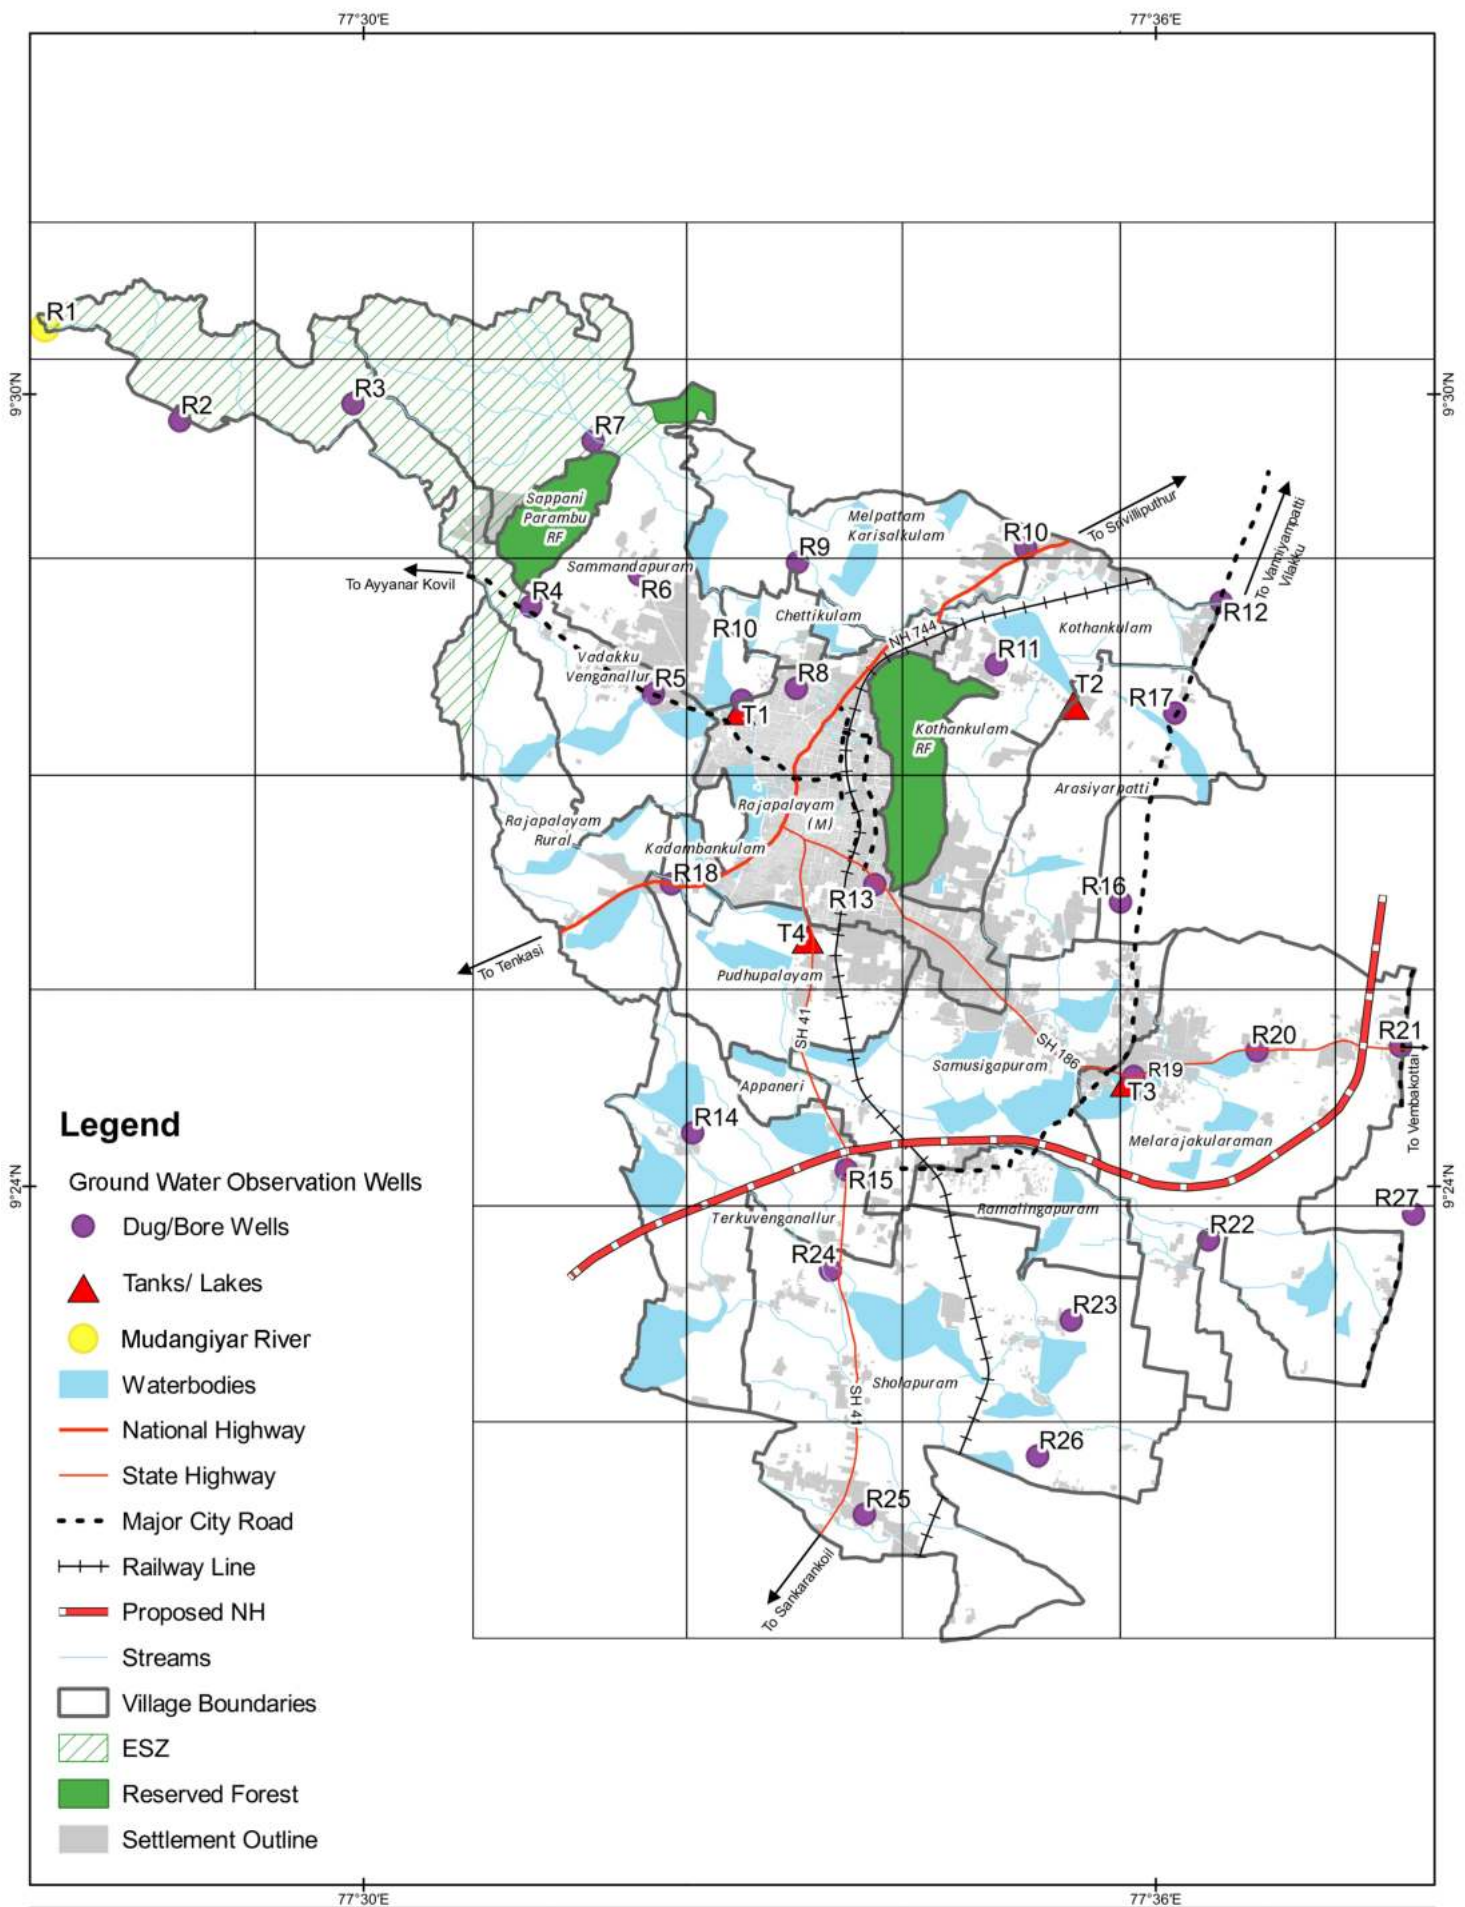 77°30'E
77°36'E
R1
9°30'N
9°30'N
R3
R2
R7
Sappani
Parambu
RF
Melpattam
Karisalkulam
To Srivilliputhur
To Vanniyampatti
Vilakku
R10
R9
Sammandapuram
To Ayyanar Kovil
R6
R4
R12
Chettikulam
R10
NH 744
Kothankulam
R11
Vadakku
Venganallur
R5
R8
T2
R17
T1
Kothankulam
RF
Arasiyarpatti
Rajapalayam
(M)
Rajapalayam
Rural
Kadambankulam
R18
R13
R16
T4
To Tenkasi
Pudhupalayam
SH 41
SH 186
R20
R21
Samusigapuram
R19
T3
Appaneri
To Vembakottai
R14
Melarajakularaman
Legend
R15
9°24'N
9°24'N
Ground Water Observation Wells
R27
Terkuvenganallur
Ramalingapuram
Dug/Bore Wells
R22
R24
Tanks/ Lakes
R23
Mudangiyar River
Waterbodies
Sholapuram
SH 41
National Highway
R26
State Highway
R25
Major City Road
Railway Line
To Sankarankoil
Proposed NH
Streams
Village Boundaries
ESZ
Reserved Forest
Settlement Outline
77°30'E
77°36'E